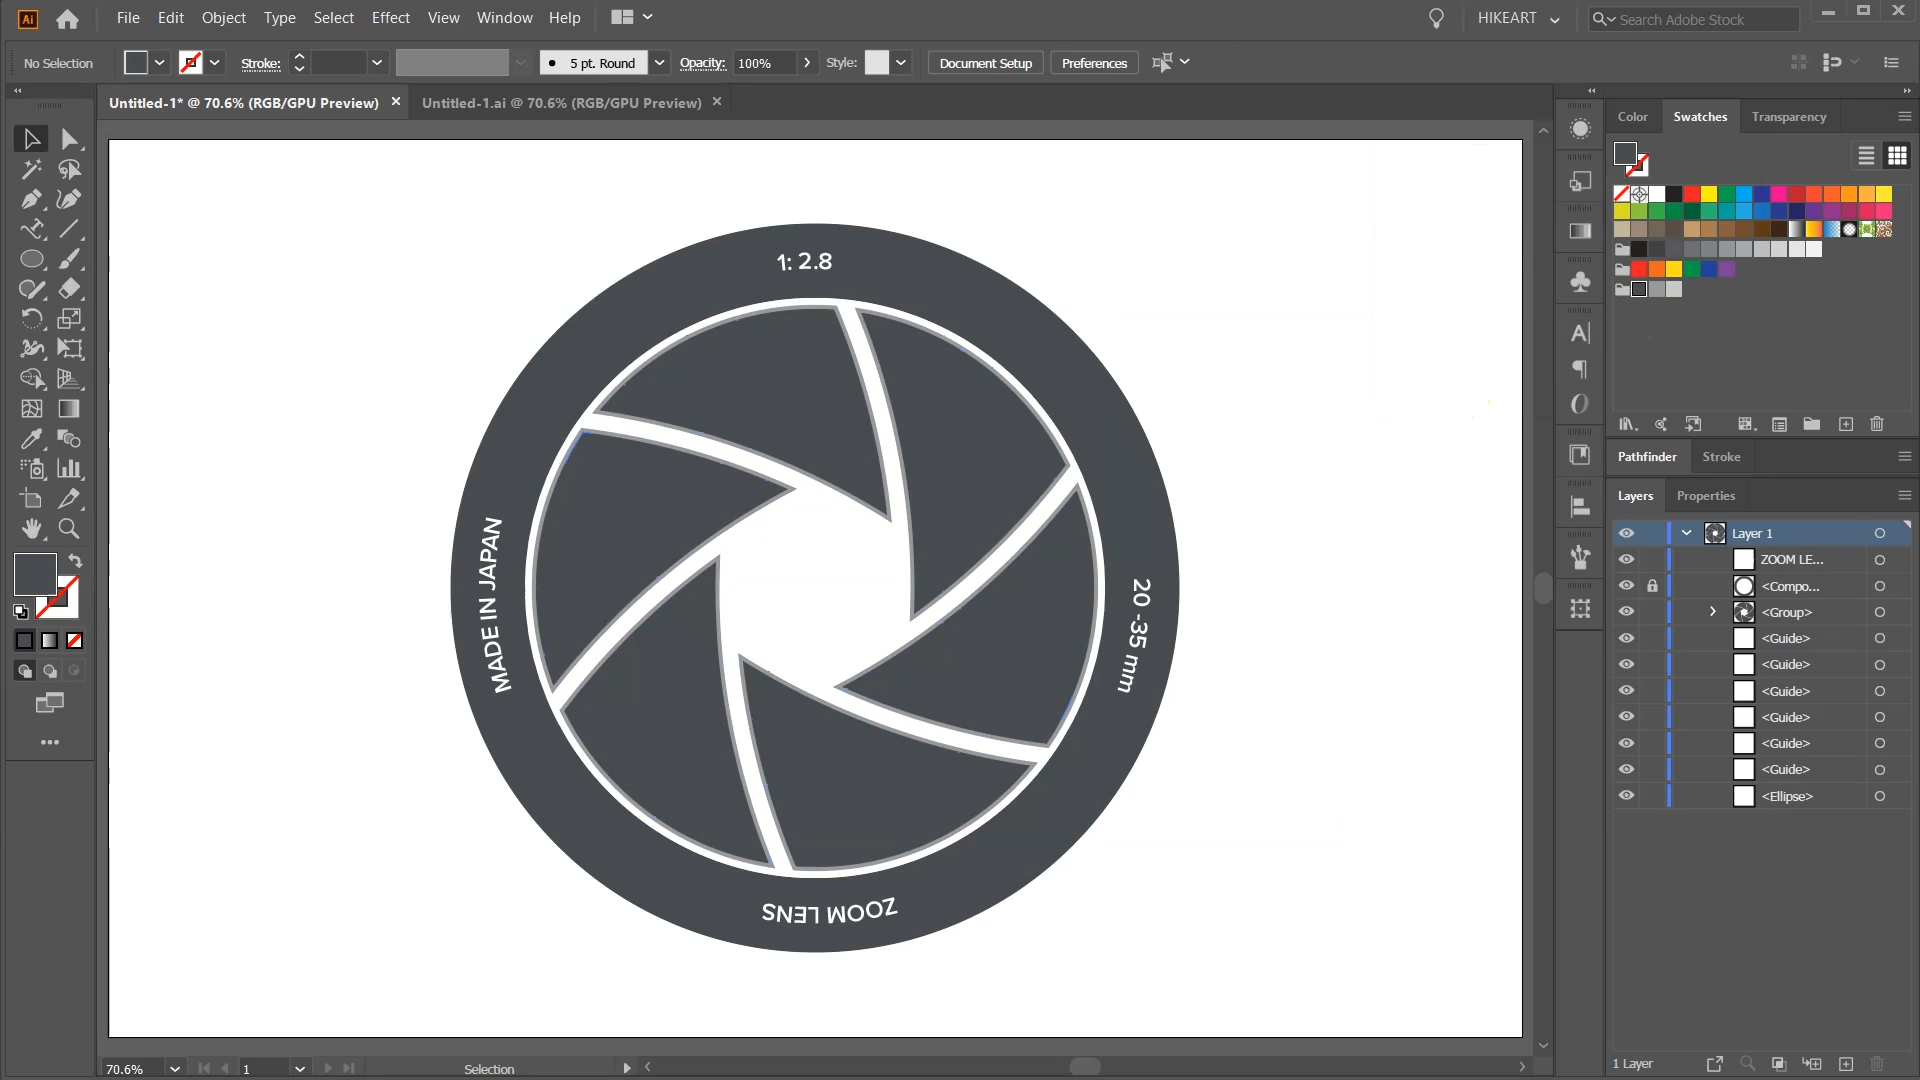 Ai
File Edit Object Type Select Effect View Window Help
HIKEART
Search Adobe Stock
No Selection
Stroke:
5 pt. Round
Opacity: 100%
Style:
Document Setup
Preferences
Untitled-1* @ 70.6% (RGB/GPU Preview)
Untitled-1.ai @ 70.6% (RGB/GPU Preview)
Color Swatches Transparency
1: 2.8
MADE IN JAPAN
20 -35 mm
ZOOM LENS
Pathfinder Stroke
Layers Properties
Layer 1
ZOOM LE...
<Compo...
<Group>
<Guide>
<Guide>
<Guide>
<Guide>
<Guide>
<Guide>
<Ellipse>
70.6%
1
Selection
1 Layer